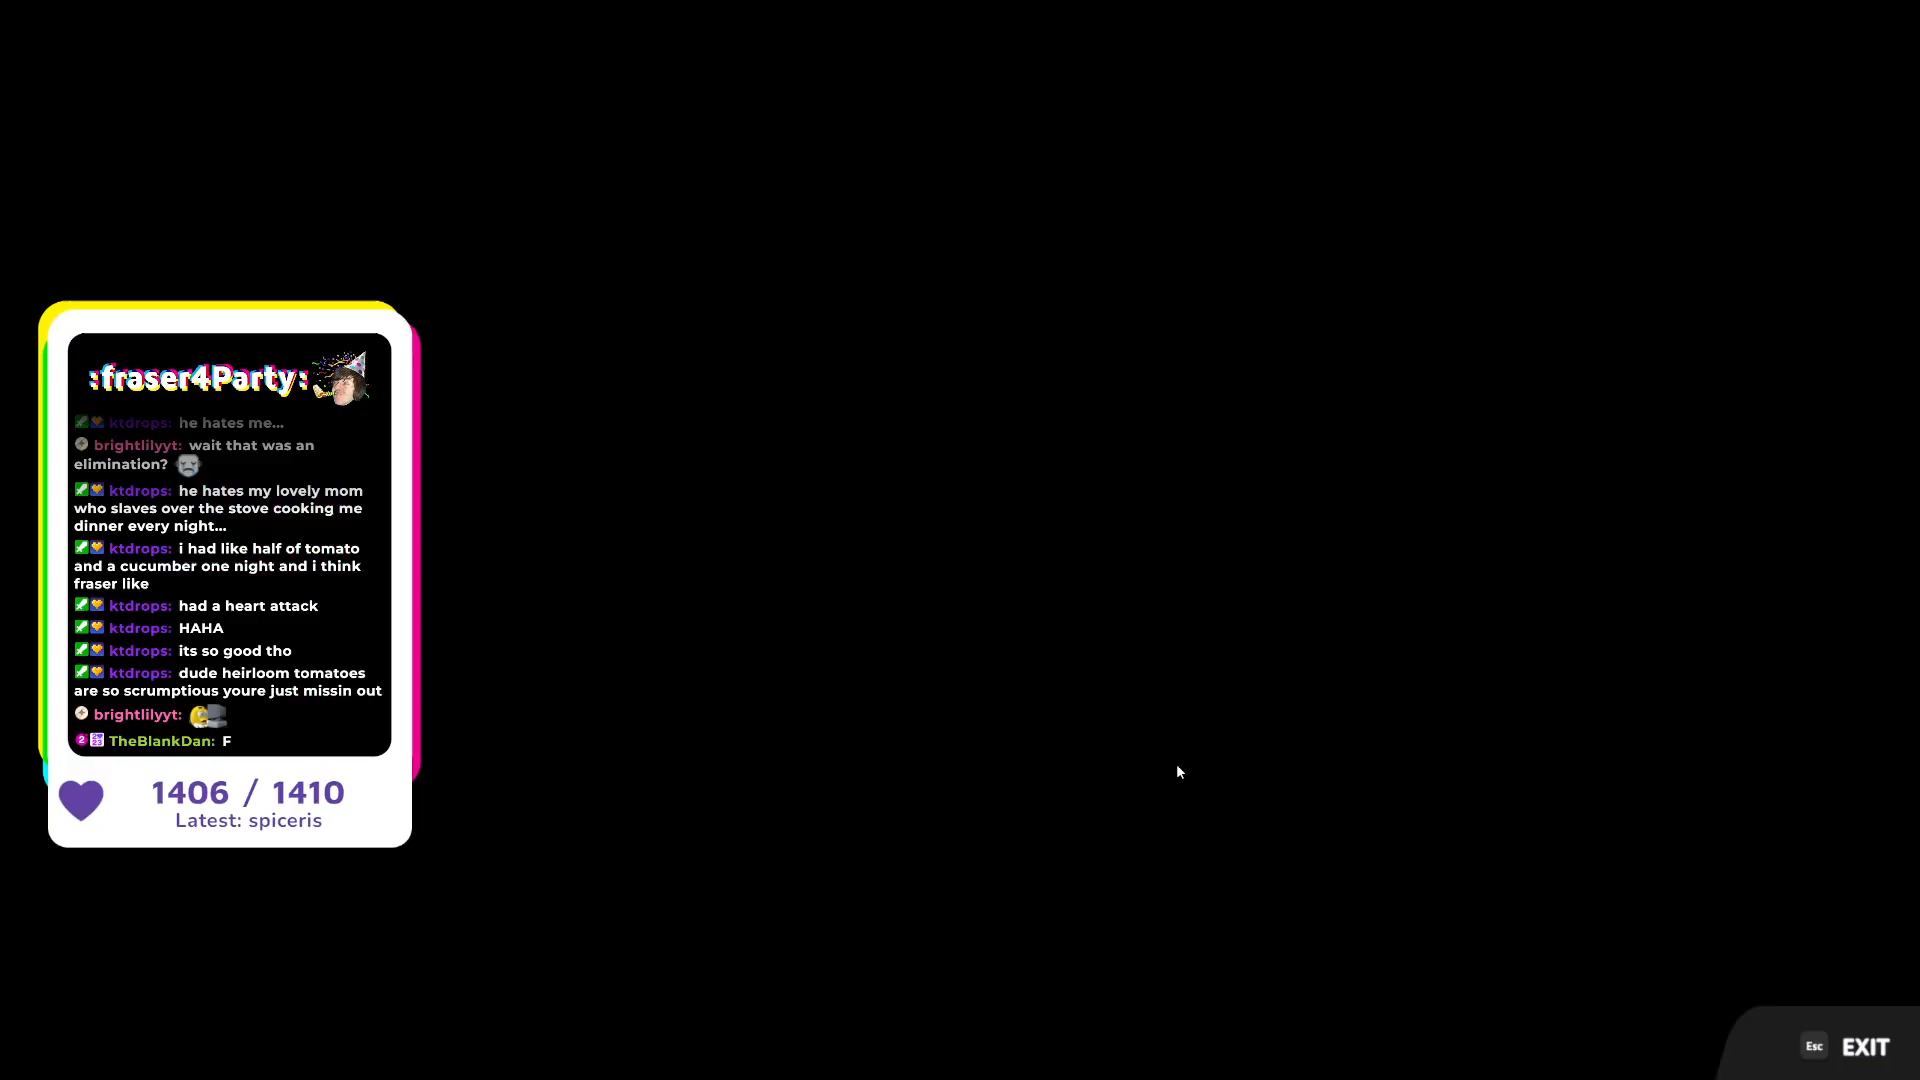 :fraser4Party:
ktdrops: he hates me...
brightlilyyt: wait that was an
elimination?
ktdrops: he hates my lovely mom
who slaves over the stove cooking me
dinner every night...
ktdrops: i had like half of tomato
and a cucumber one night and i think
fraser like
ktdrops: had a heart attack
ktdrops: HAHA
ktdrops: its so good tho
ktdrops: dude heirloom tomatoes
are so scrumptious youre just missin out
brightlilyyt:
2 TheBlankDan: F
1406 / 1410
Latest: spiceris
Esc EXIT